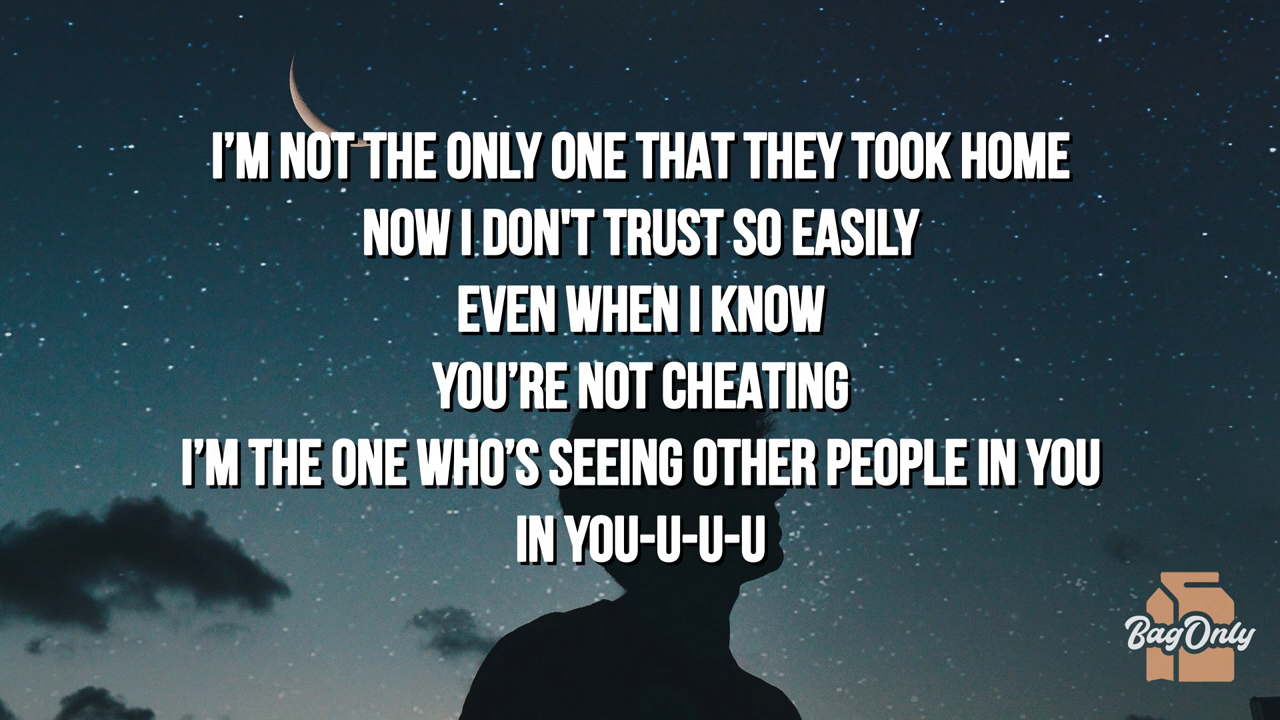 I’M NOT THE ONLY ONE THAT THEY TOOK HOME
NOW I DON'T TRUST SO EASILY
EVEN WHEN I KNOW
YOU’RE NOT CHEATING
I’M THE ONE WHO’S SEEING OTHER PEOPLE IN YOU
IN YOU-U-U-U
BagOnly